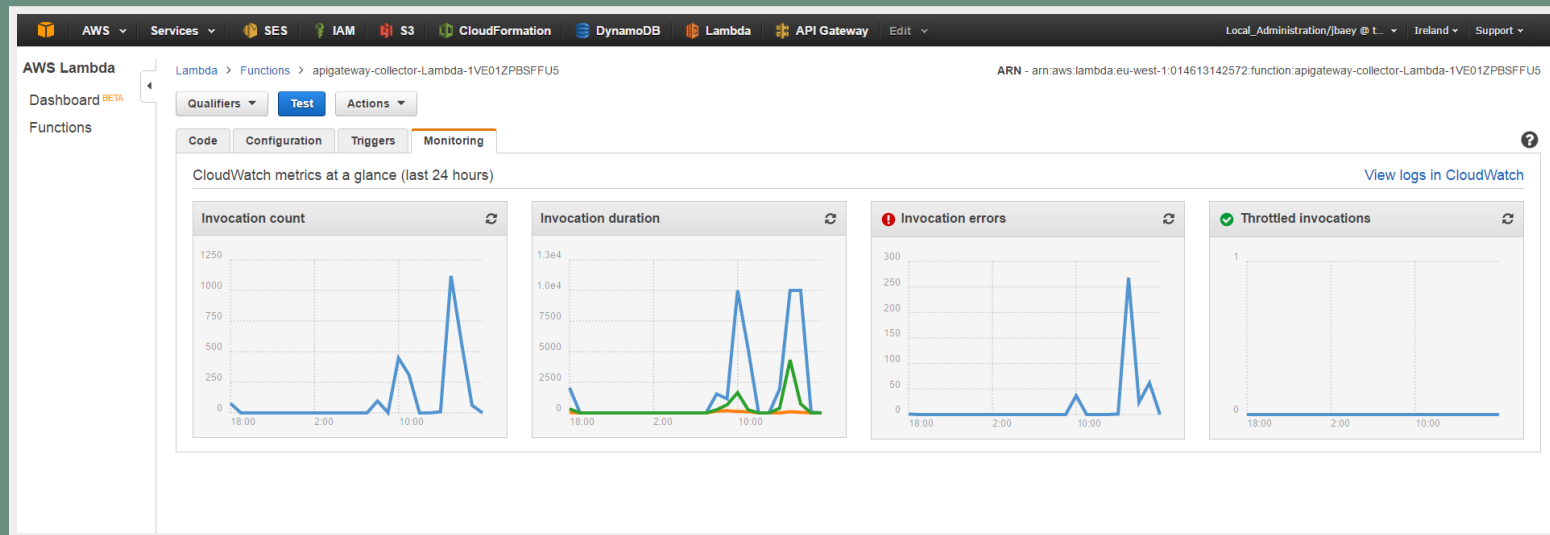 AWS Services SES IAM S3 CloudFormation DynamoDB Lambda API Gateway Edit Local_Administration/jbaey @ t... Ireland Support
AWS Lambda
Dashboard BETA
Functions
Lambda > Functions > apigateway-collector-Lambda-1VE01ZPBSFFU5
ARN - arn:aws:lambda:eu-west-1:014613142572:function:apigateway-collector-Lambda-1VE01ZPBSFFU5
Qualifiers Test Actions
Code Configuration Triggers Monitoring
CloudWatch metrics at a glance (last 24 hours)
View logs in CloudWatch
Invocation count
1250
1000
750
500
250
0
18:00 2:00 10:00
Invocation duration
1.3e4
1.0e4
7500
5000
2500
0
18:00 2:00 10:00
Invocation errors
300
250
200
150
100
50
0
18:00 2:00 10:00
Throttled invocations
1
0
18:00 2:00 10:00